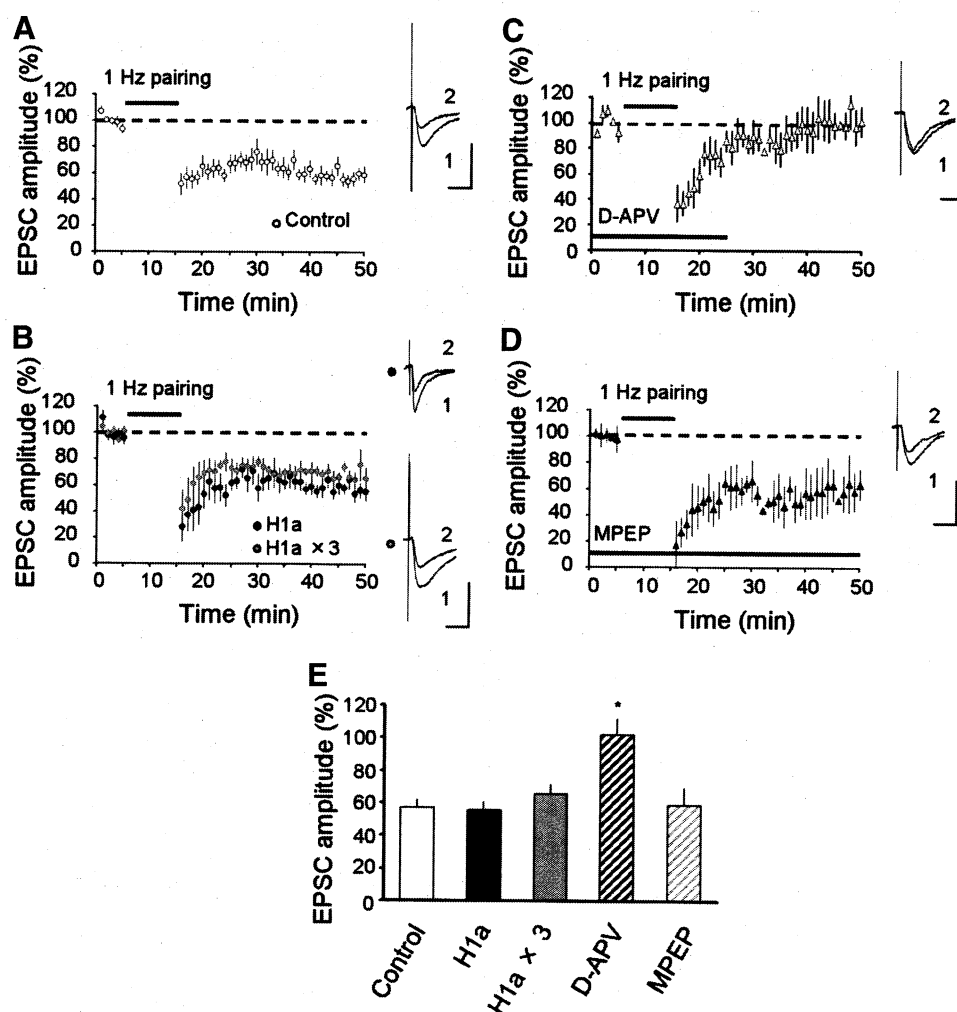 A
1 Hz pairing
EPSC amplitude (%)
120
100
80
60
40
20
0
Control
0 10 20 30 40 50
Time (min)
2
1
B
1 Hz pairing
EPSC amplitude (%)
120
100
80
60
40
20
0
H1a
H1a × 3
0 10 20 30 40 50
Time (min)
2
1
2
1
C
1 Hz pairing
EPSC amplitude (%)
120
100
80
60
40
20
0
D-APV
0 10 20 30 40 50
Time (min)
2
1
D
1 Hz pairing
EPSC amplitude (%)
120
100
80
60
40
20
0
MPEP
0 10 20 30 40 50
Time (min)
2
1
E
EPSC amplitude (%)
120
100
80
60
40
20
0
*
Control
H1a
H1a × 3
D-APV
MPEP